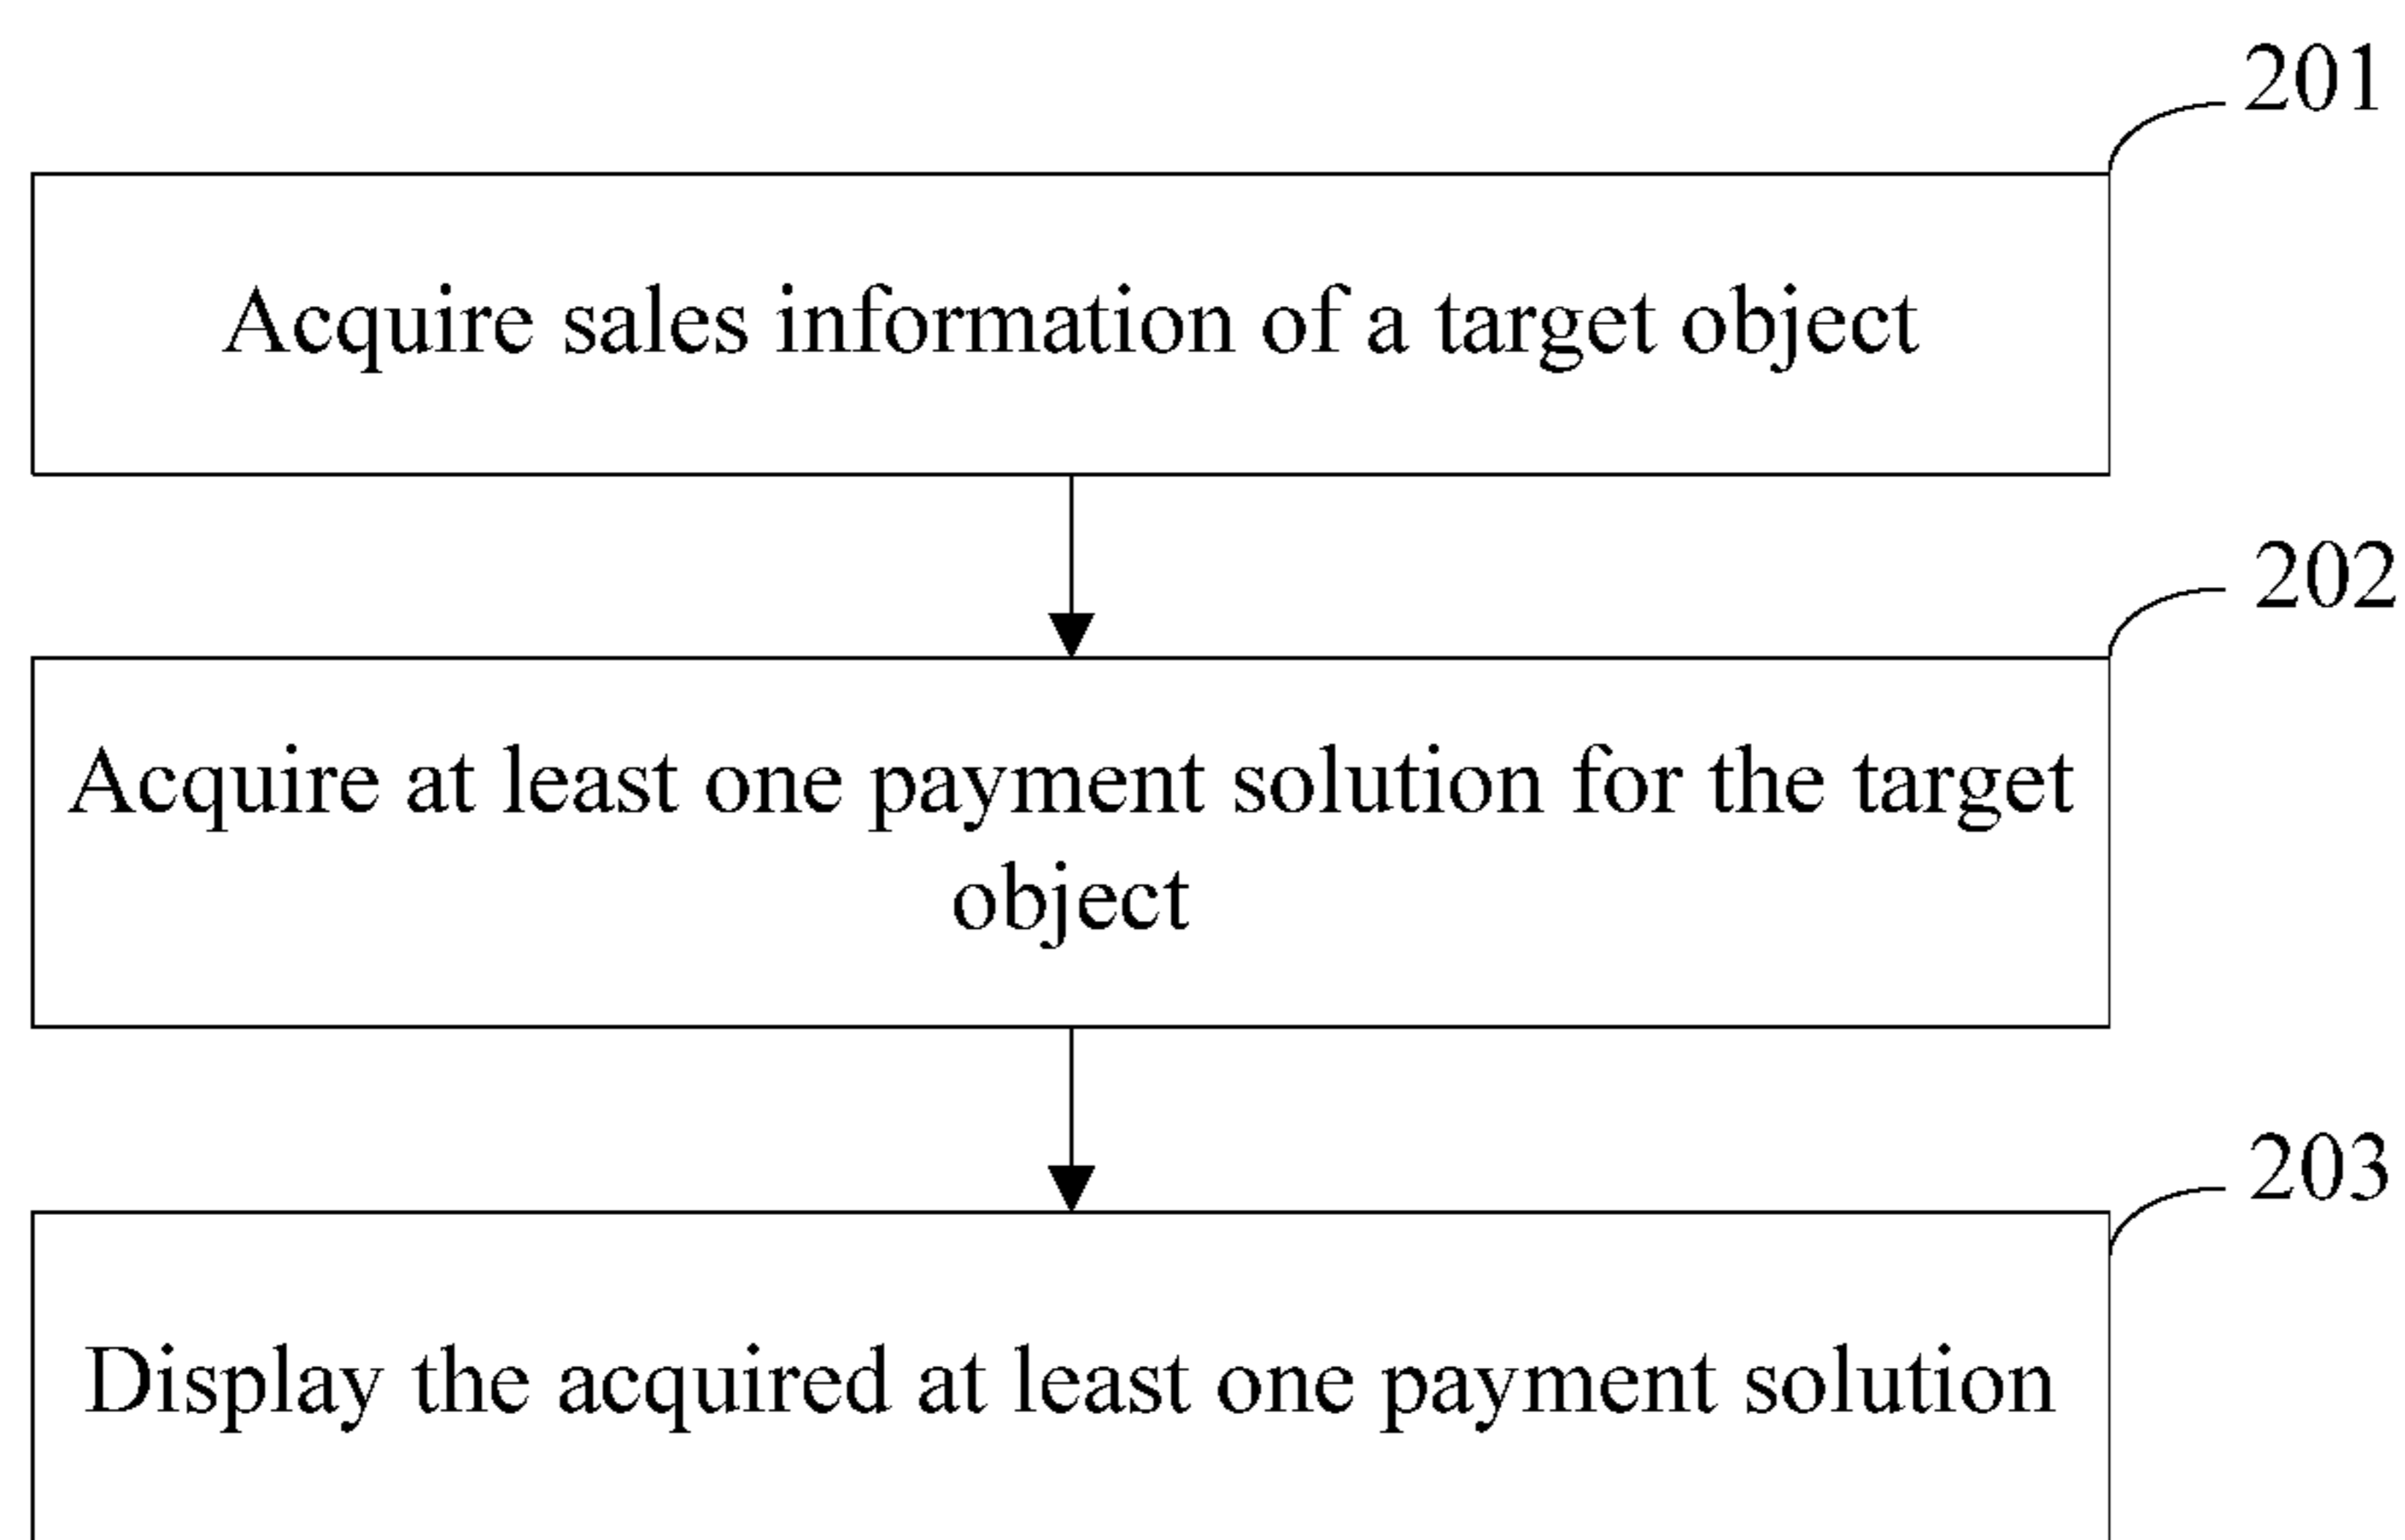 201
Acquire sales information of a target object
202
Acquire at least one payment solution for the target
object
203
Display the acquired at least one payment solution